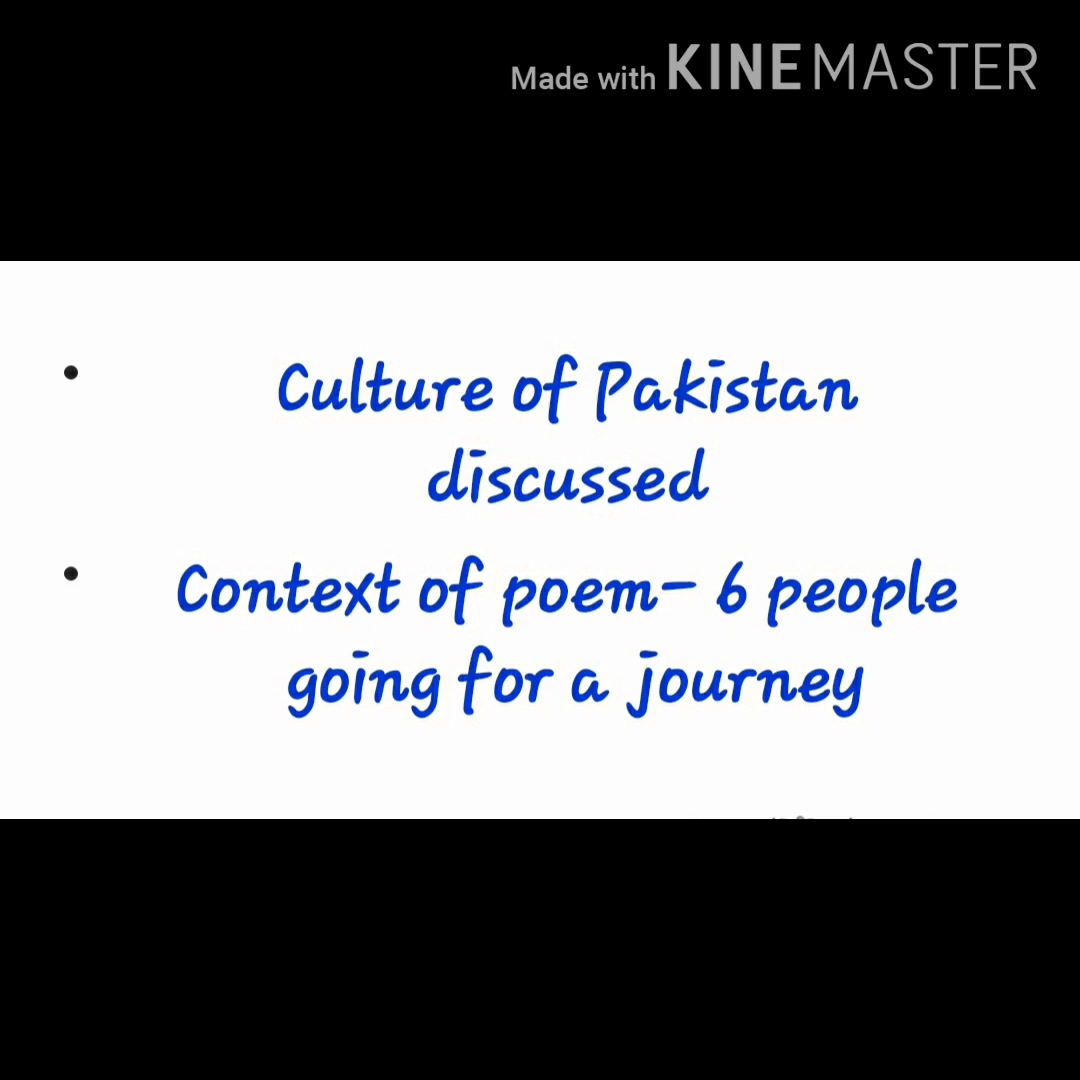 Made with KINEMASTER
• Culture of Pakistan
discussed
• Context of poem- 6 people
going for a journey